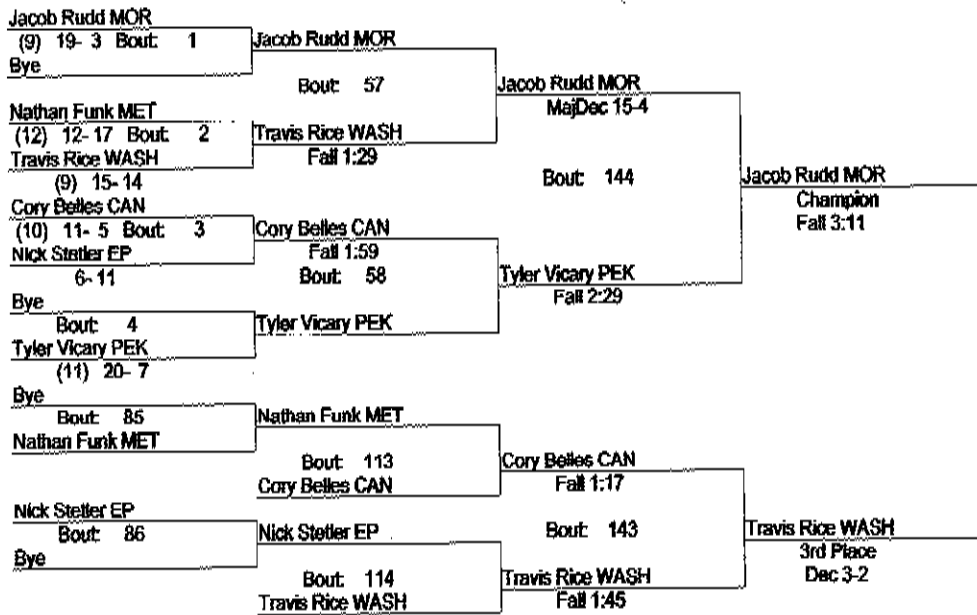 Jacob Rudd MOR
(9) 19- 3 Bout: 1
Bye
Jacob Rudd MOR
Bout: 57
Nathan Funk MET
(12) 12- 17 Bout: 2
Travis Rice WASH
(9) 15- 14
Travis Rice WASH
Fall 1:29
Jacob Rudd MOR
MajDec 15-4
Bout: 144
Cory Belles CAN
(10) 11- 5 Bout: 3
Nick Stetler EP
6- 11
Cory Belles CAN
Fall 1:59
Bout: 58
Bye
Bout: 4
Tyler Vicary PEK
(11) 20- 7
Tyler Vicary PEK
Tyler Vicary PEK
Fall 2:29
Jacob Rudd MOR
Champion
Fall 3:11
Bye
Bout: 85
Nathan Funk MET
Nathan Funk MET
Bout: 113
Cory Belles CAN
Cory Belles CAN
Fall 1:17
Bout: 143
Nick Stetler EP
Bout: 86
Bye
Nick Stetler EP
Bout: 114
Travis Rice WASH
Travis Rice WASH
Fall 1:45
Travis Rice WASH
3rd Place
Dec 3-2